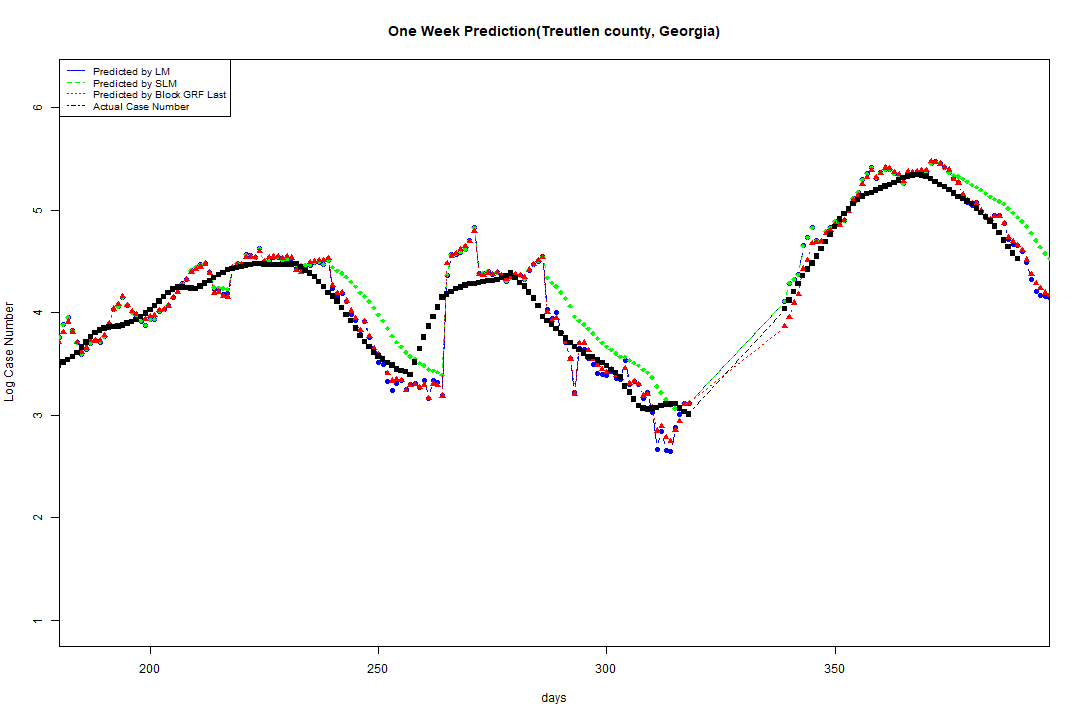 One Week Prediction(Treutlen county, Georgia)
Predicted by LM
Predicted by SLM
Predicted by Block GRF Last
Actual Case Number
Log Case Number
6
5
4
3
2
1
200
250
300
350
days